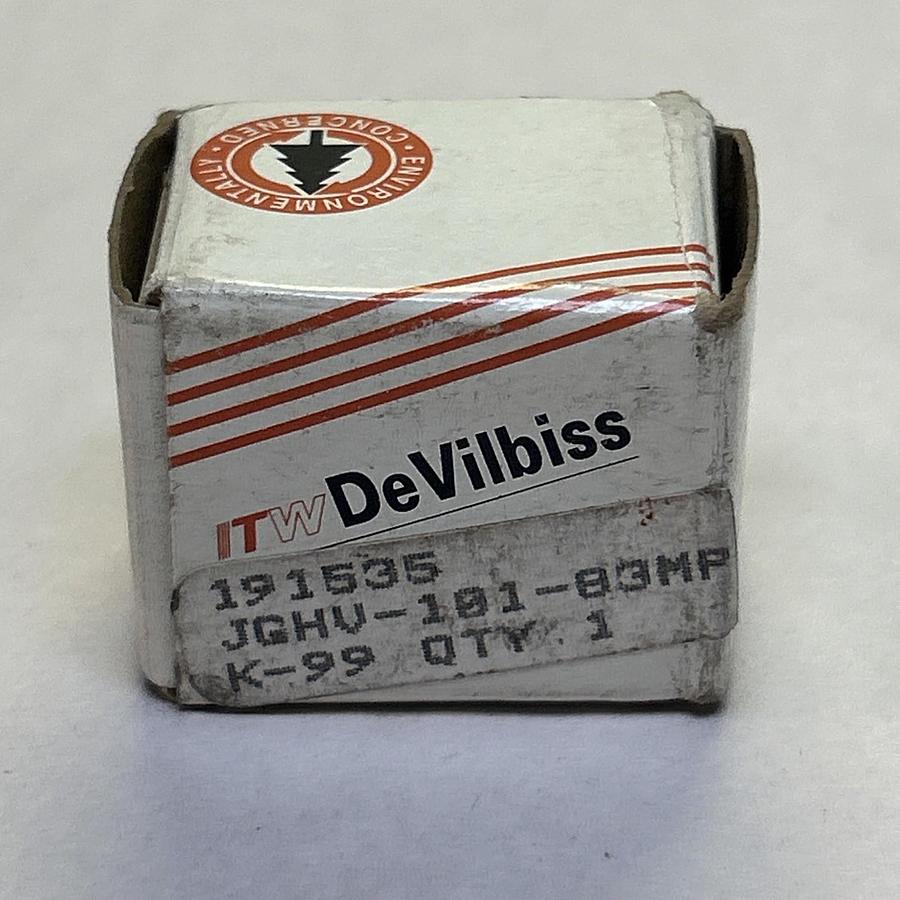 ENVIRONMENTALLY • CONCERNED •
ITW DeVilbiss
191535
JGHV-101-83MP
K-99 QTY. 1